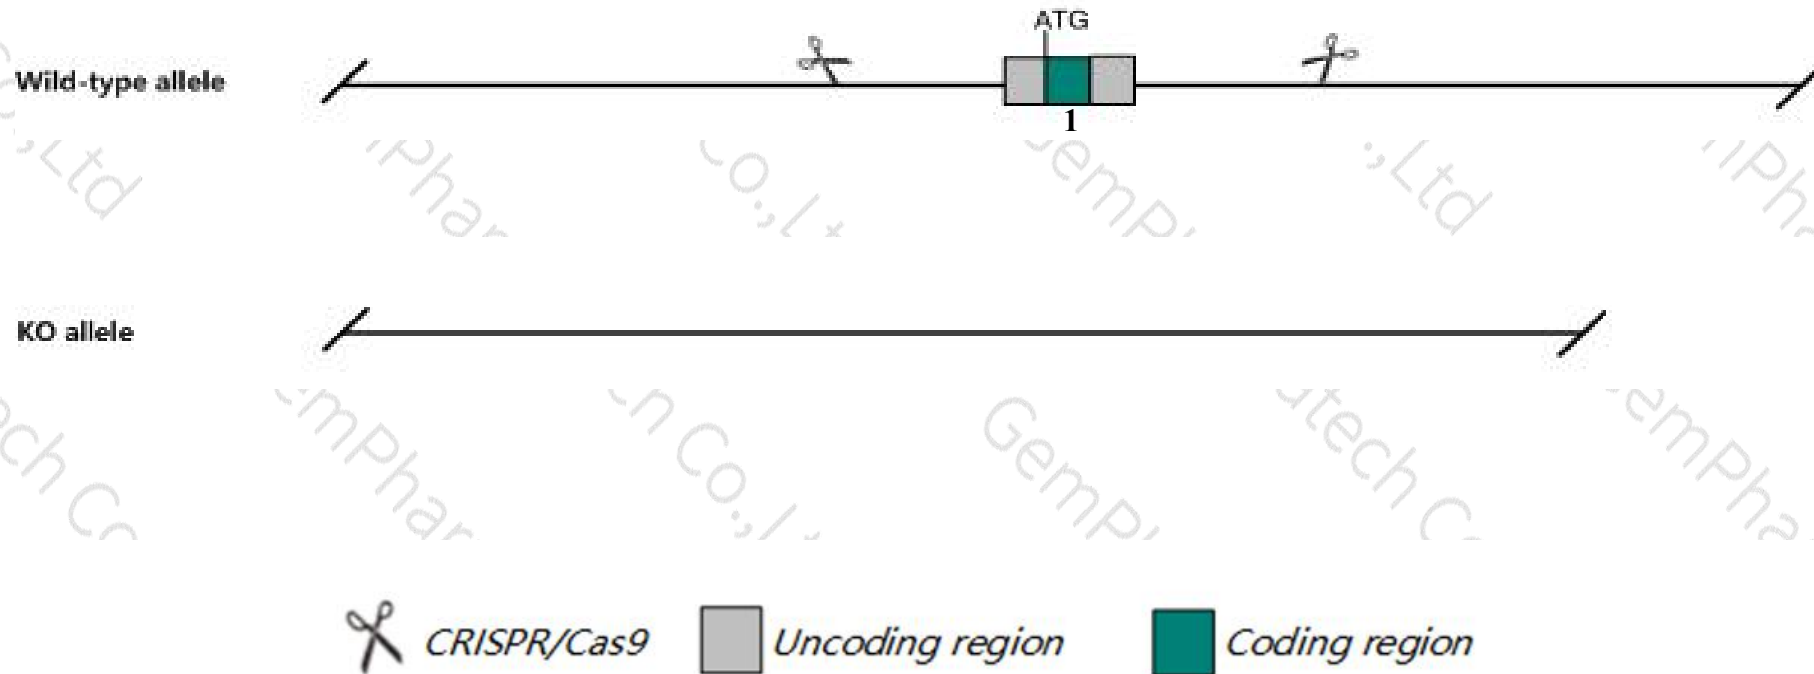 ATG
Wild-type allele
1
KO allele
CRISPR/Cas9
Uncoding region
Coding region